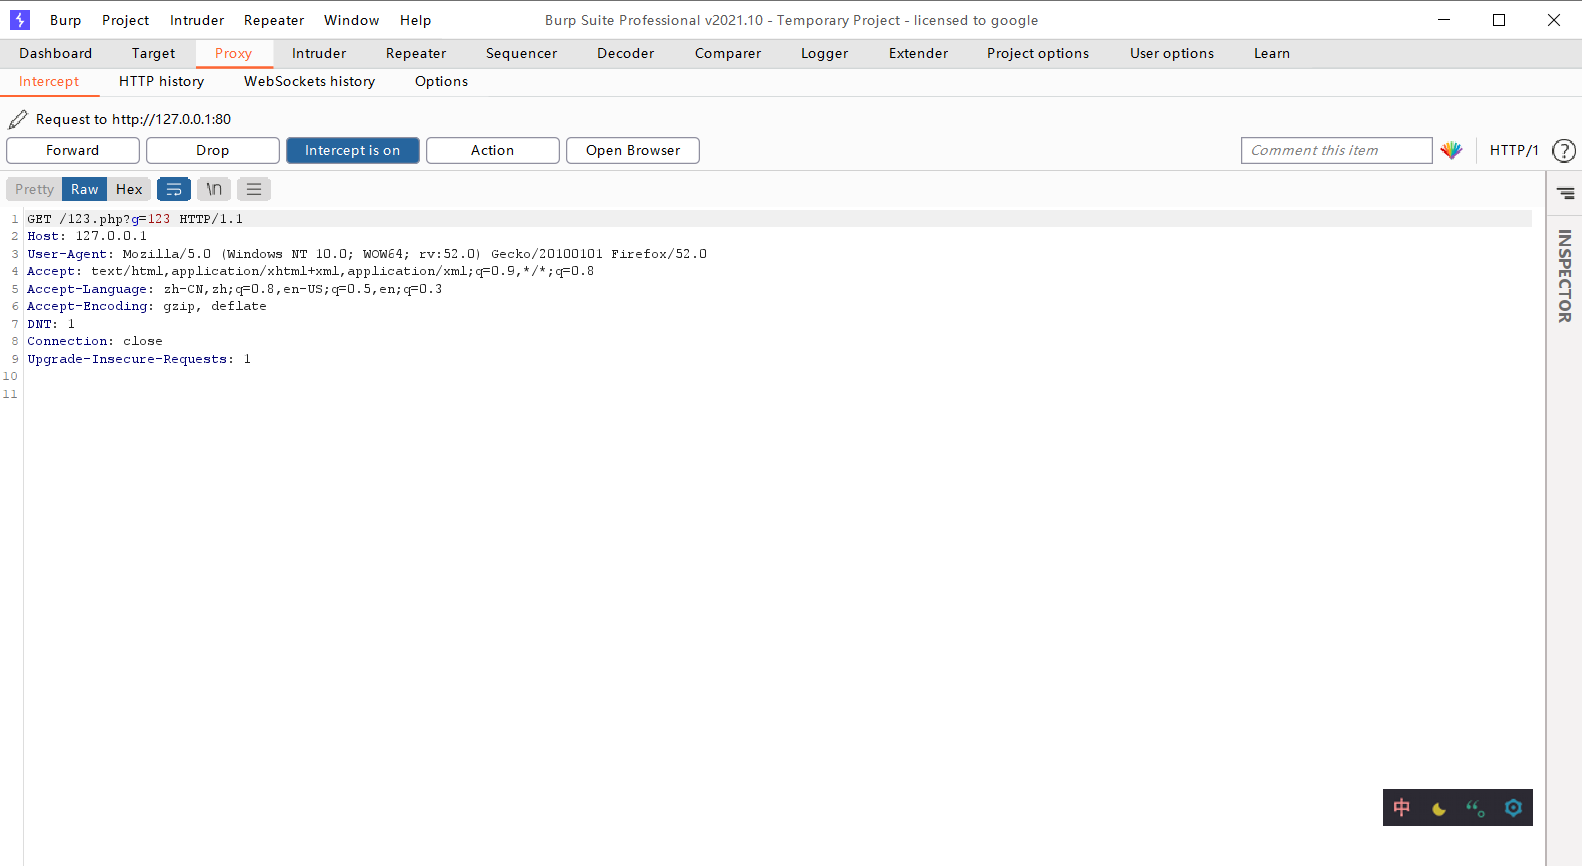 Burp Project Intruder Repeater Window Help Burp Suite Professional v2021.10 - Temporary Project - licensed to google
Dashboard Target Proxy Intruder Repeater Sequencer Decoder Comparer Logger Extender Project options User options Learn
Intercept HTTP history WebSockets history Options
Request to http://127.0.0.1:80
Forward Drop Intercept is on Action Open Browser Comment this item HTTP/1 ?
Pretty Raw Hex \n
1 GET /123.php?g=123 HTTP/1.1
2 Host: 127.0.0.1
3 User-Agent: Mozilla/5.0 (Windows NT 10.0; WOW64; rv:52.0) Gecko/20100101 Firefox/52.0
4 Accept: text/html,application/xhtml+xml,application/xml;q=0.9,*/*;q=0.8
5 Accept-Language: zh-CN,zh;q=0.8,en-US;q=0.5,en;q=0.3
6 Accept-Encoding: gzip, deflate
7 DNT: 1
8 Connection: close
9 Upgrade-Insecure-Requests: 1
10
11
INSPECTOR
中